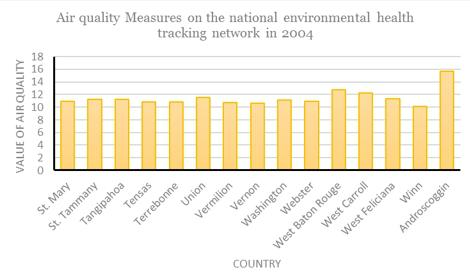 Air quality Measures on the national environmental health
tracking network in 2004
VALUE OF AIR QUALITY
18
16
14
12
10
8
6
4
2
0
St. Mary
St. Tammany
Tangipahoa
Tensas
Terrebonne
Union
Vermilion
Vernon
Washington
Webster
West Baton Rouge
West Carroll
West Feliciana
Winn
Androscoggin
COUNTRY